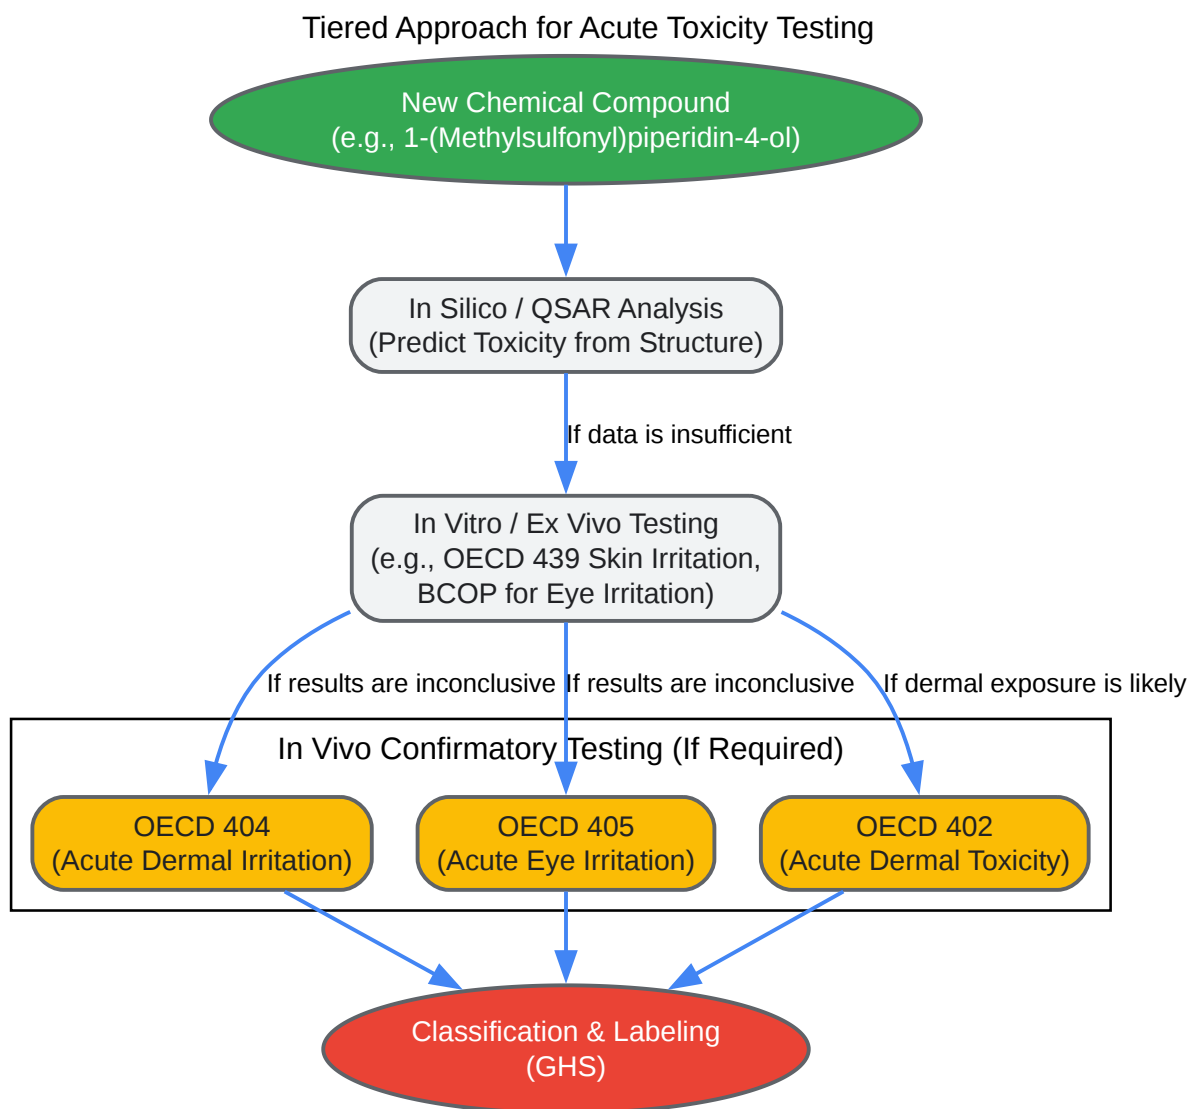 Tiered Approach for Acute Toxicity Testing
New Chemical Compound
(e.g., 1-(Methylsulfonyl)piperidin-4-ol)
In Silico / QSAR Analysis
(Predict Toxicity from Structure)
If data is insufficient
In Vitro / Ex Vivo Testing
(e.g., OECD 439 Skin Irritation,
BCOP for Eye Irritation)
If results are inconclusive
If results are inconclusive
If dermal exposure is likely
In Vivo Confirmatory Testing (If Required)
OECD 404
(Acute Dermal Irritation)
OECD 405
(Acute Eye Irritation)
OECD 402
(Acute Dermal Toxicity)
Classification & Labeling
(GHS)